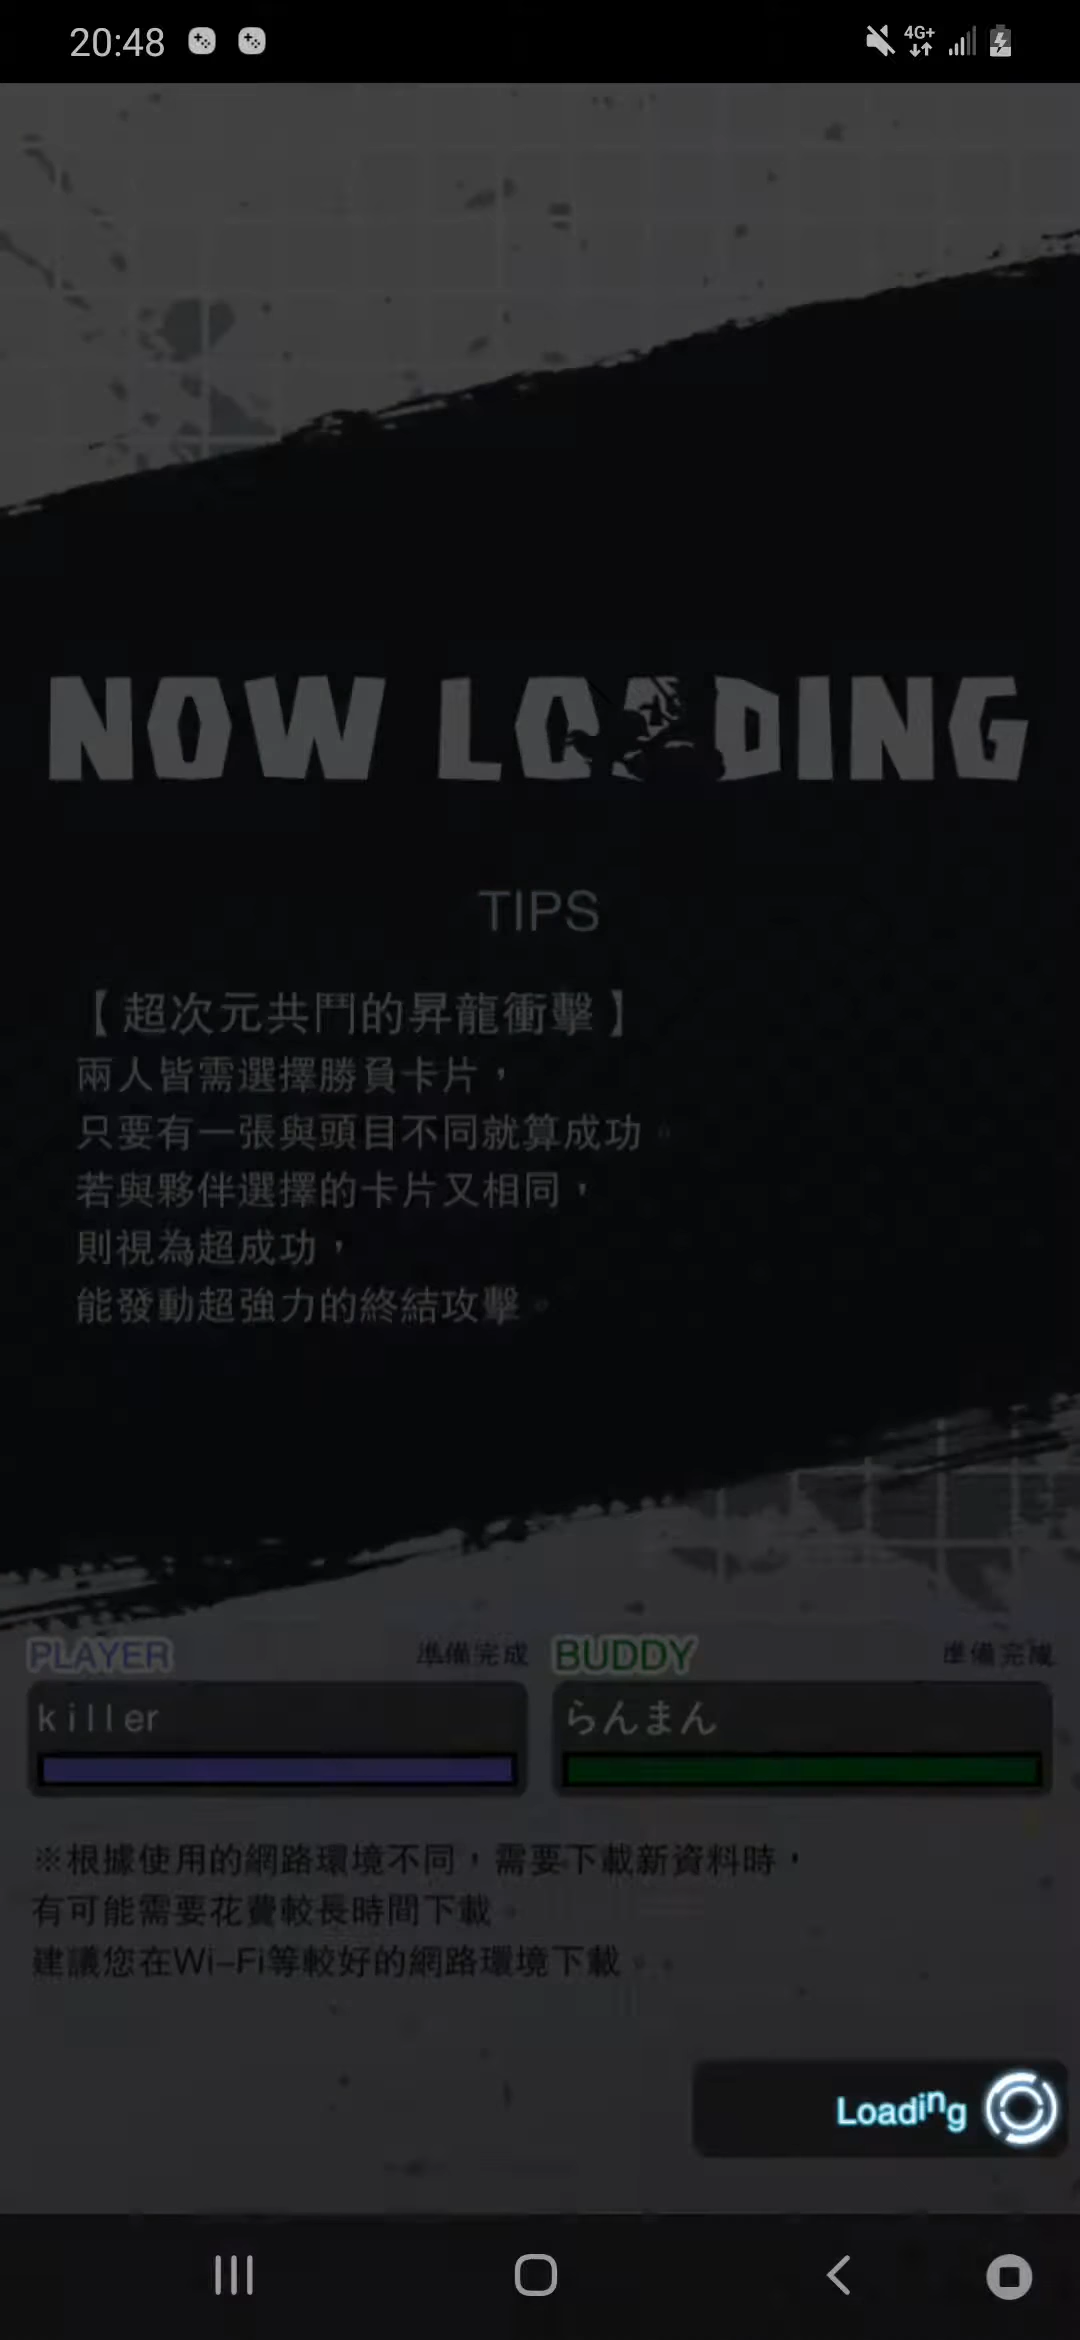 20:48
4G+
NOW LOADING
TIPS
【超次元共鬥的昇龍衝擊】
兩人皆需選擇勝負卡片，
只要有一張與頭目不同就算成功。
若與夥伴選擇的卡片又相同，
則視為超成功，
能發動超強力的終結攻擊。
PLAYER 準備完成 BUDDY 準備完成
killer らんまん
※根據使用的網路環境不同，需要下載新資料時，
有可能需要花費較長時間下載。
建議您在Wi-Fi等較好的網路環境下載。
Loading